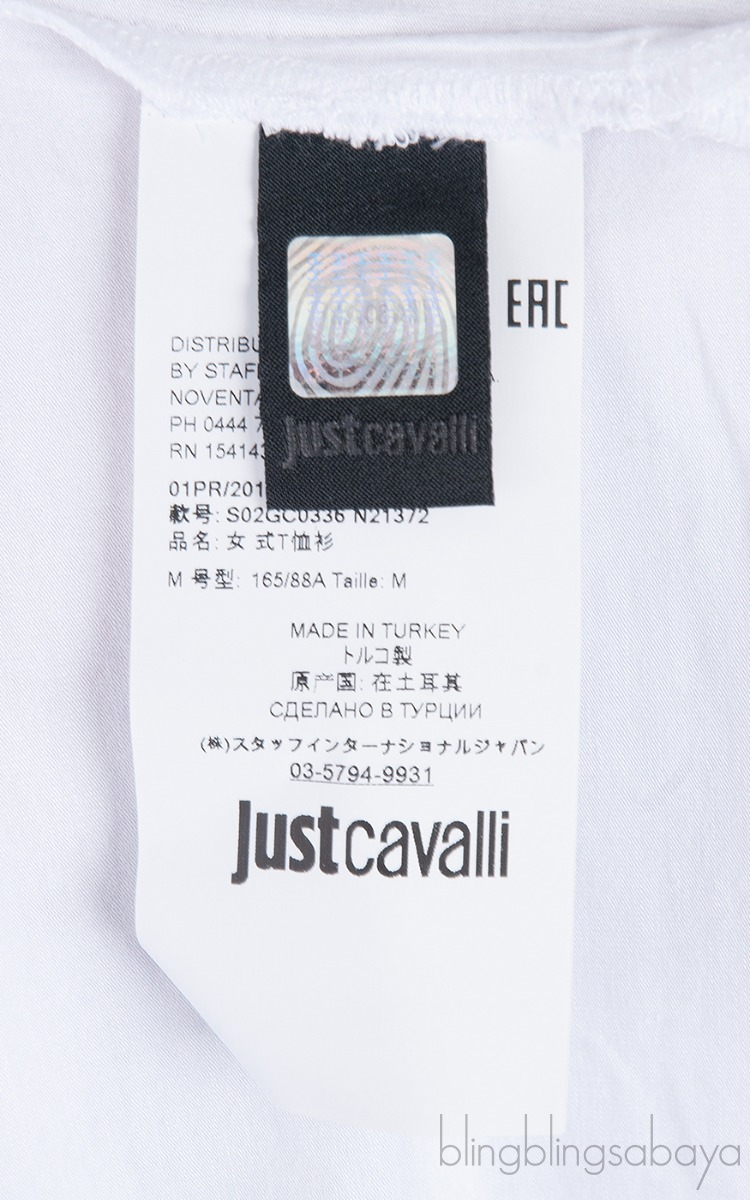 EAC
DISTRIBU
BY STAF
NOVENTA
PH 0444 7
RN 15414
justcavalli
01PR/201
款号: S02GC0336 N21372
品名: 女 式T恤衫
M 号型: 165/88A Taille: M
MADE IN TURKEY
トルコ製
原产国: 在土耳其
СДЕЛАНО В ТУРЦИИ
(株)スタッフインターナショナルジャパン
03-5794-9931
justcavalli
blingblingsabaya